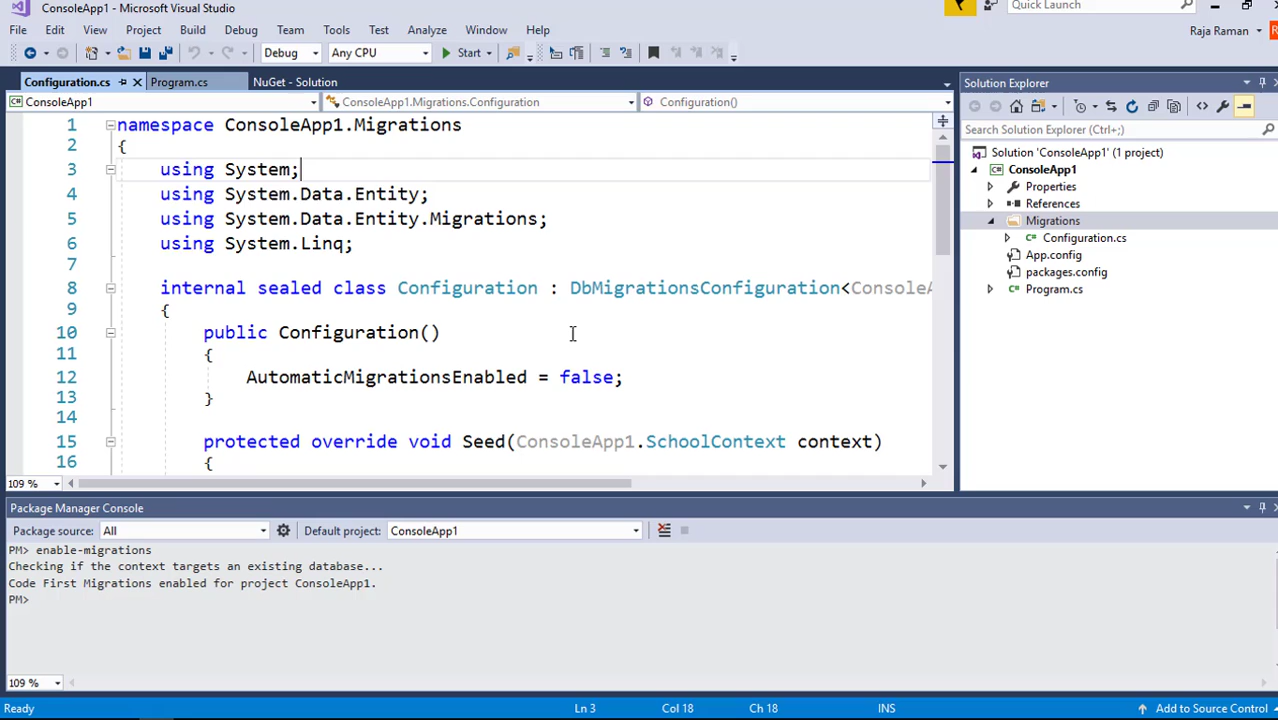 ConsoleApp1 - Microsoft Visual Studio
Quick Launch
File Edit View Project Build Debug Team Tools Test Analyze Window Help
Raja Raman
Debug Any CPU Start
Configuration.cs Program.cs NuGet - Solution
ConsoleApp1 ConsoleApp1.Migrations.Configuration Configuration()
1 namespace ConsoleApp1.Migrations
2 {
3 using System;
4 using System.Data.Entity;
5 using System.Data.Entity.Migrations;
6 using System.Linq;
7
8 internal sealed class Configuration : DbMigrationsConfiguration<ConsoleA
9 {
10 public Configuration()
11 {
12 AutomaticMigrationsEnabled = false;
13 }
14
15 protected override void Seed(ConsoleApp1.SchoolContext context)
16 {
109 %
Solution Explorer
Search Solution Explorer (Ctrl+;)
Solution 'ConsoleApp1' (1 project)
ConsoleApp1
Properties
References
Migrations
Configuration.cs
App.config
packages.config
Program.cs
Package Manager Console
Package source: All Default project: ConsoleApp1
PM> enable-migrations
Checking if the context targets an existing database...
Code First Migrations enabled for project ConsoleApp1.
PM>
109 %
Ready Ln 3 Col 18 Ch 18 INS Add to Source Control